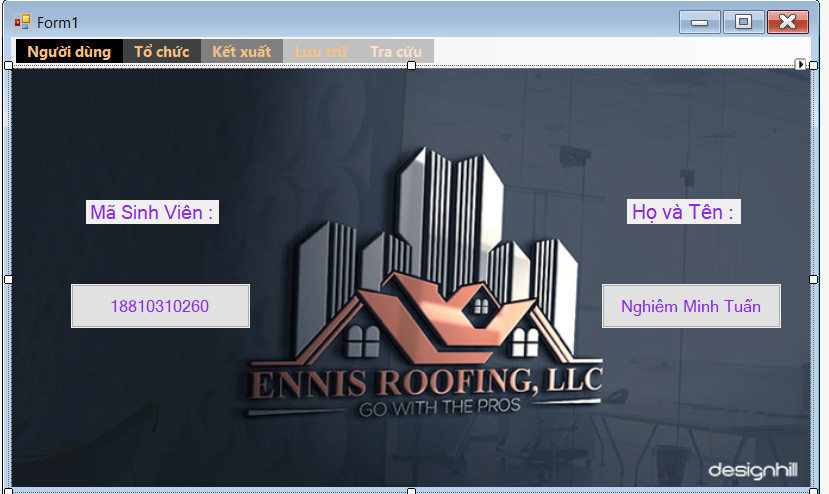 Form1
Người dùng Tổ chức Kết xuất Lưu trữ Tra cứu
Mã Sinh Viên :
Họ và Tên :
18810310260
Nghiêm Minh Tuấn
ENNIS ROOFING, LLC
GO WITH THE PROS
designhill